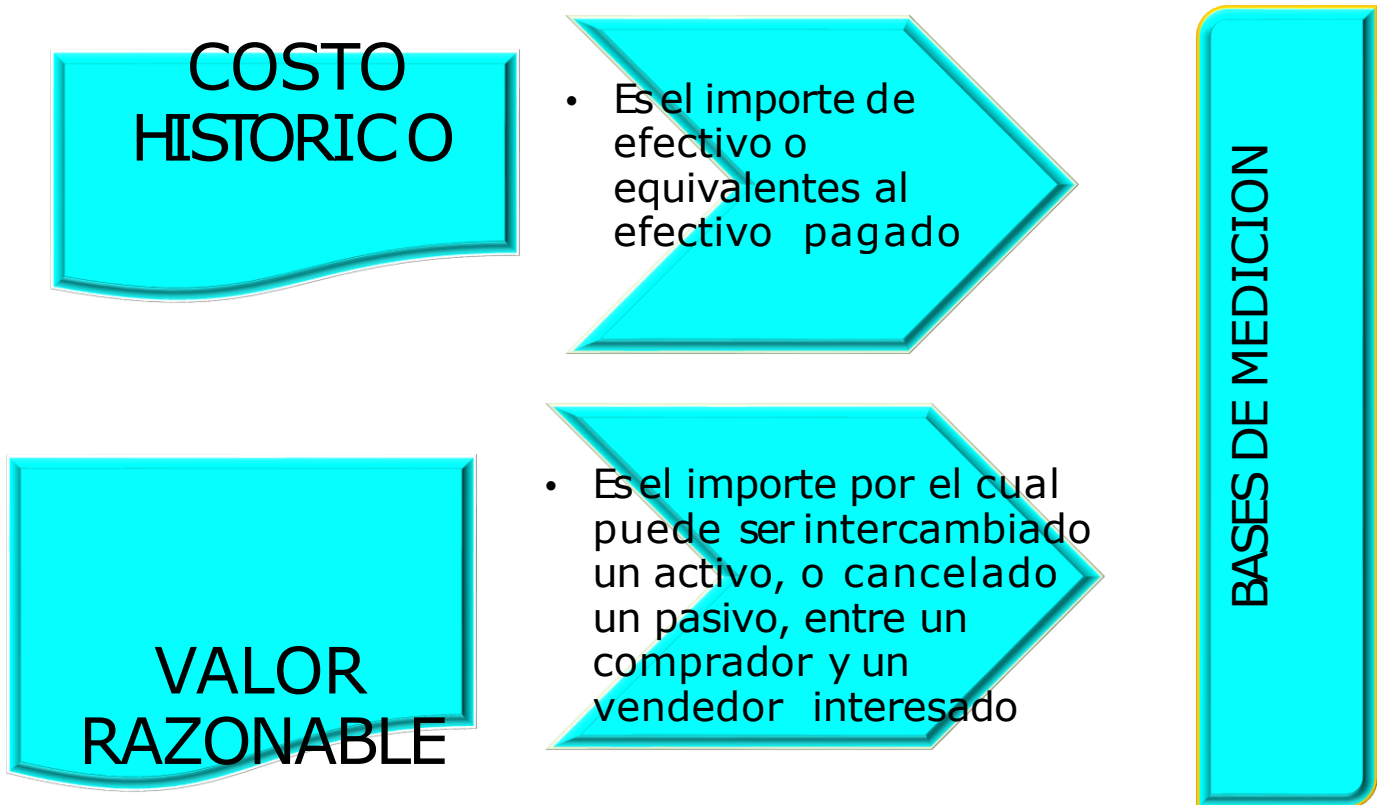 COSTO
HISTORICO
• Es el importe de
efectivo o
equivalentes al
efectivo pagado
VALOR
RAZONABLE
• Es el importe por el cual
puede ser intercambiado
un activo, o cancelado
un pasivo, entre un
comprador y un
vendedor interesado
BASES DE MEDICION